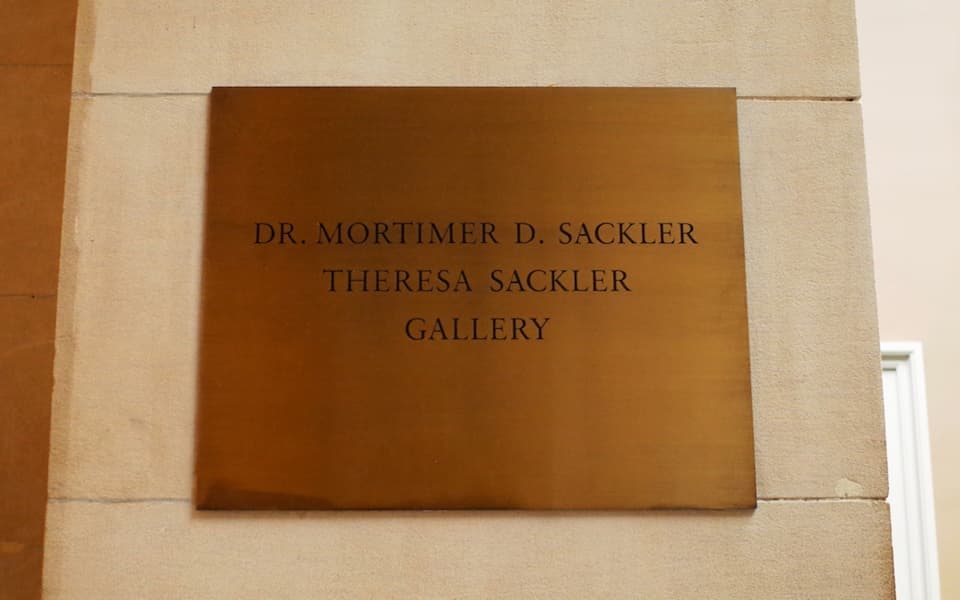 DR. MORTIMER D. SACKLER
THERESA SACKLER
GALLERY